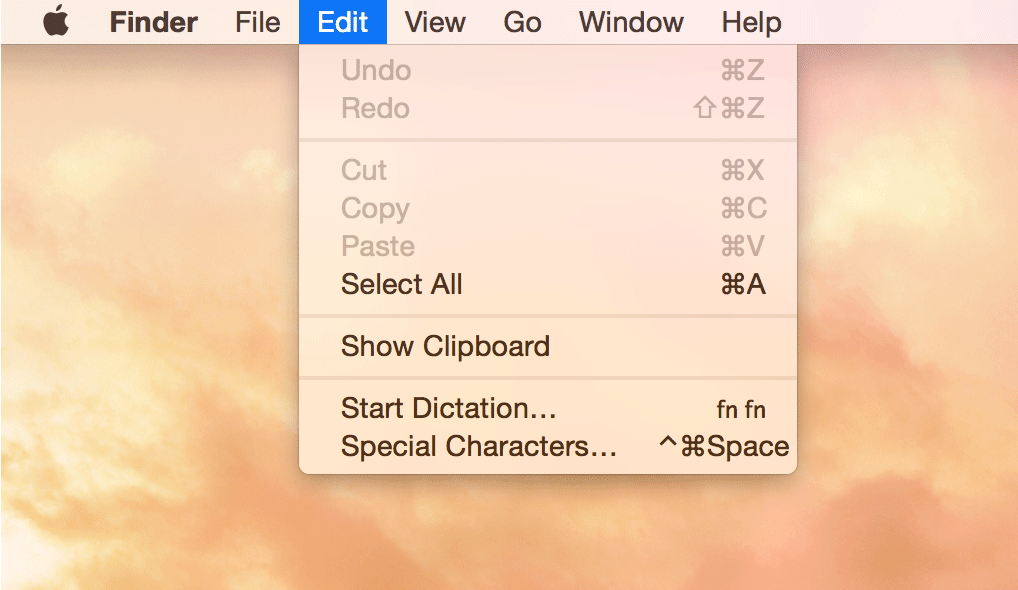 Finder File Edit View Go Window Help
Undo ⌘Z
Redo ⇧⌘Z
Cut ⌘X
Copy ⌘C
Paste ⌘V
Select All ⌘A
Show Clipboard
Start Dictation… fn fn
Special Characters… ^⌘Space